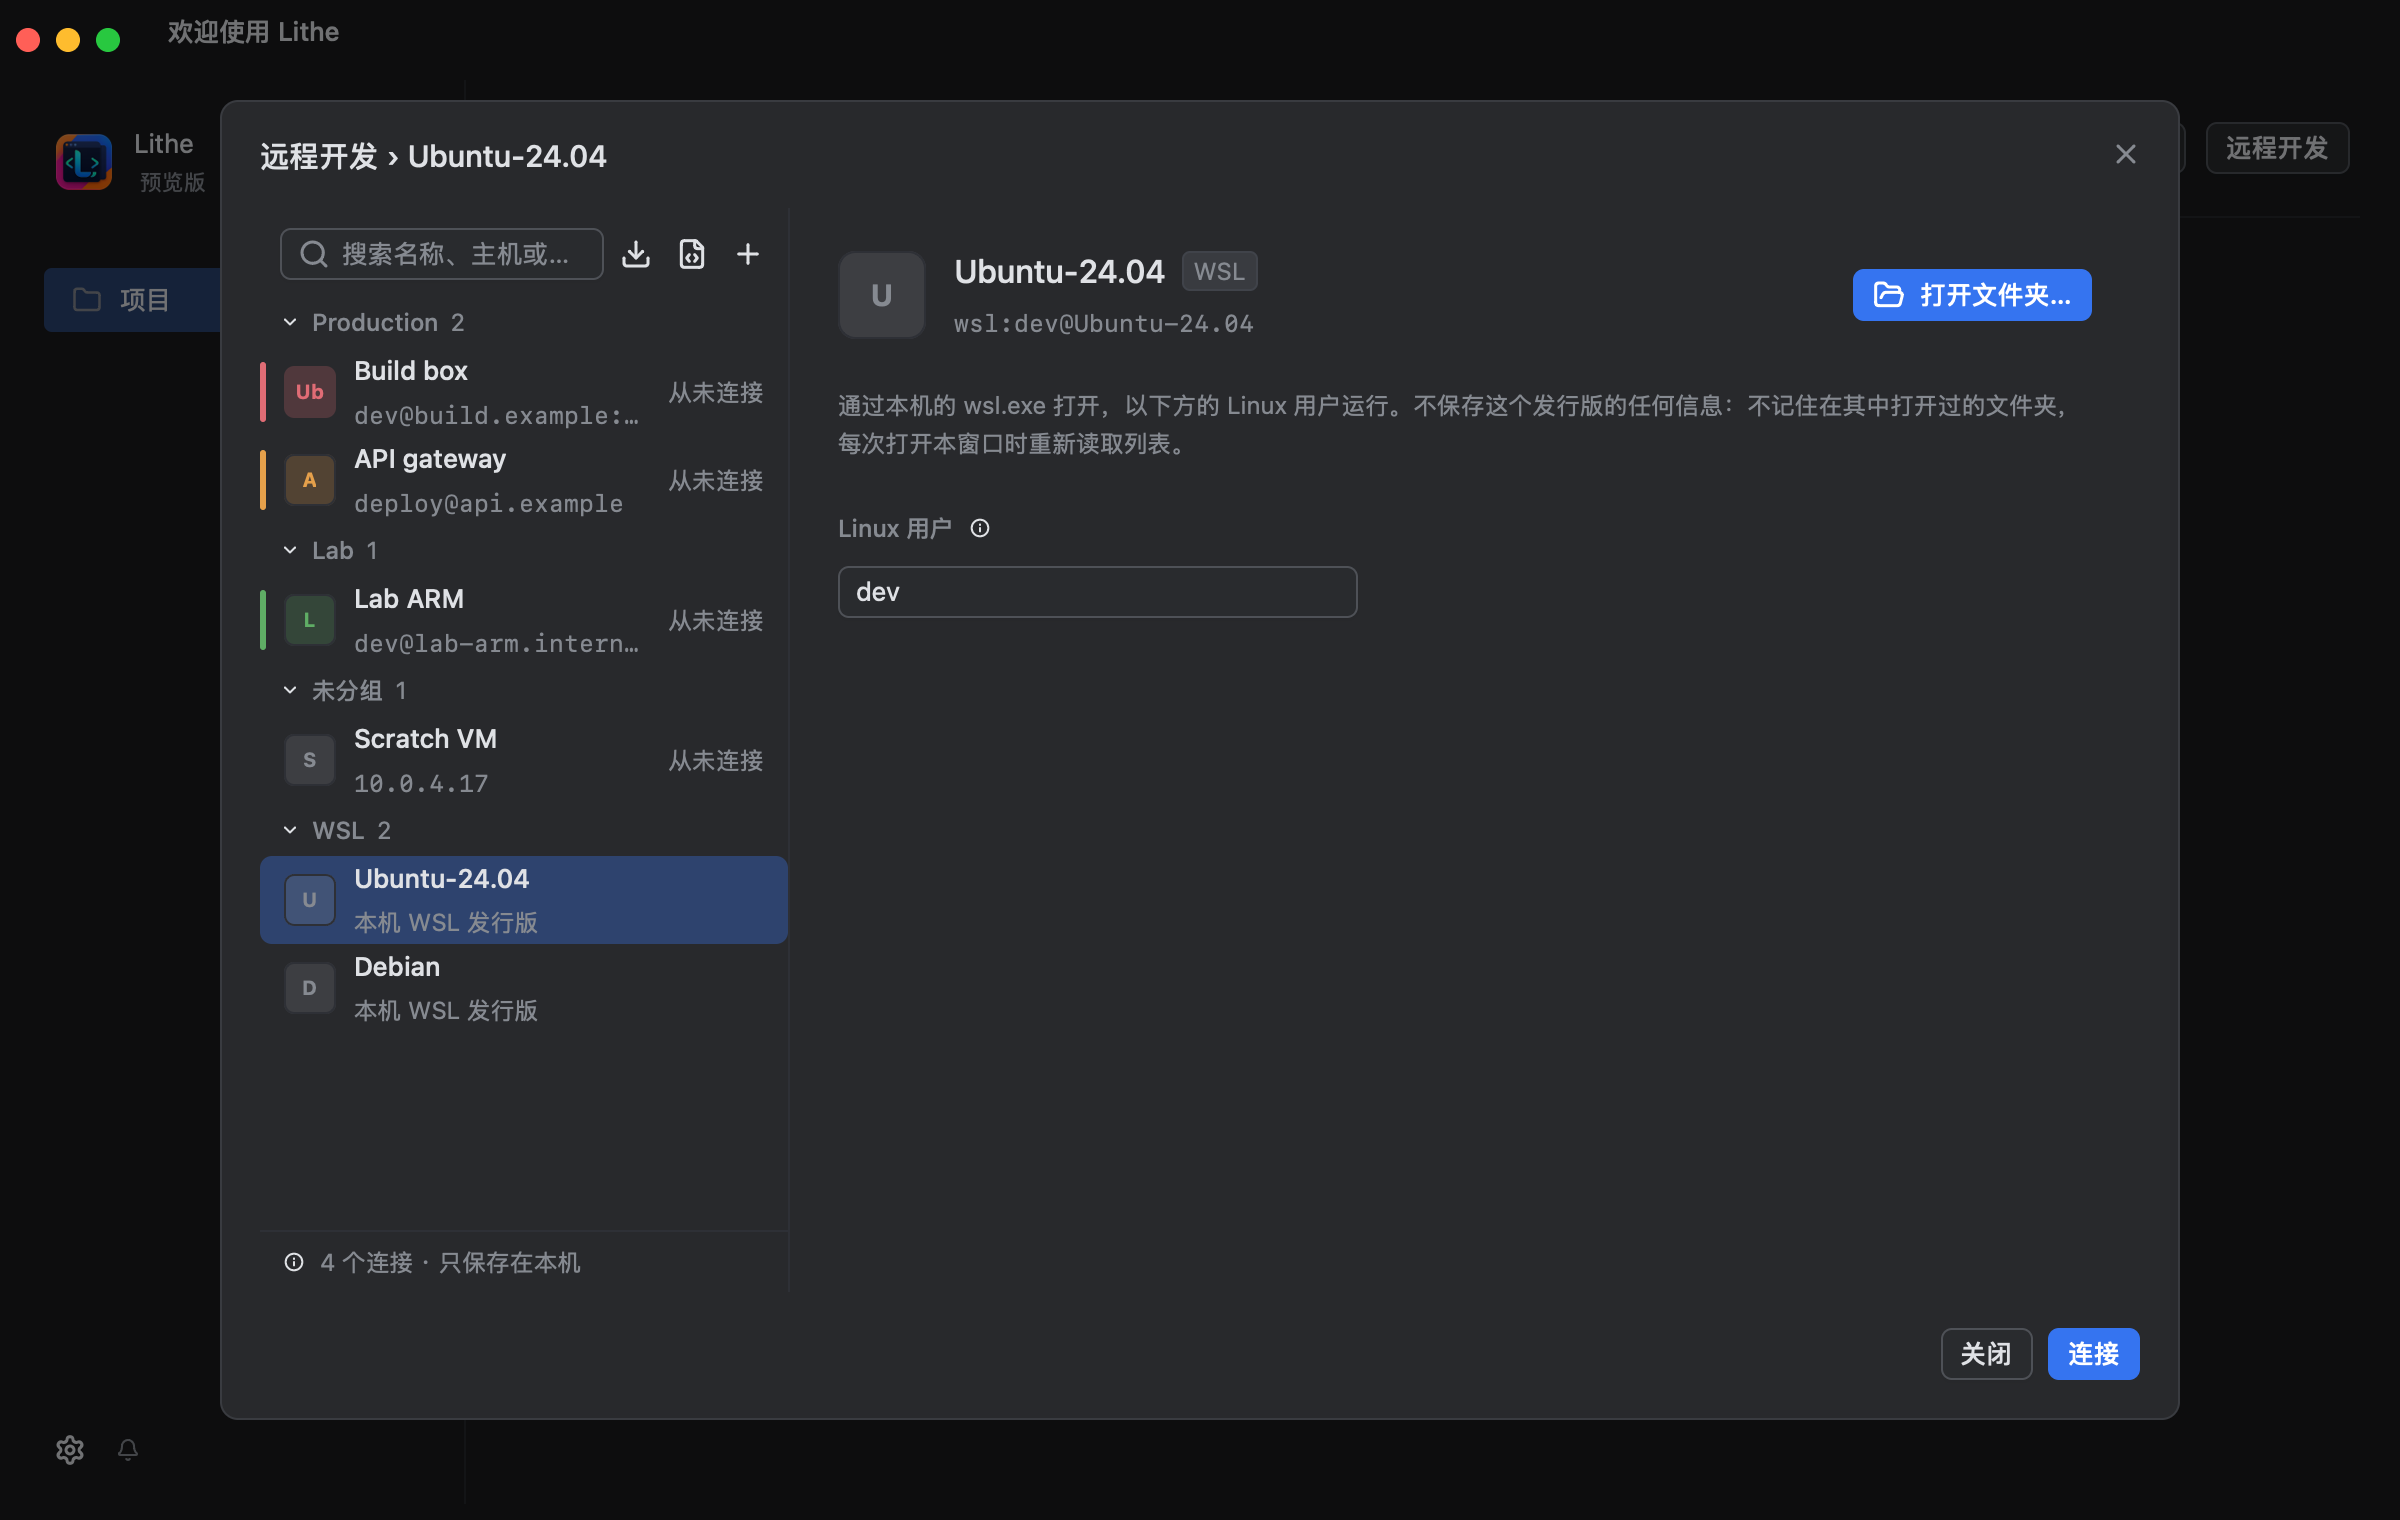 欢迎使用 Lithe
Lithe
预览版
远程开发
项目
远程开发 › Ubuntu-24.04
搜索名称、主机或...
Production 2
Ub
Build box
dev@build.example:…
从未连接
A
API gateway
deploy@api.example
从未连接
Lab 1
L
Lab ARM
dev@lab-arm.intern…
从未连接
未分组 1
S
Scratch VM
10.0.4.17
从未连接
WSL 2
U
Ubuntu-24.04
本机 WSL 发行版
D
Debian
本机 WSL 发行版
4 个连接 · 只保存在本机
U
Ubuntu-24.04 WSL
wsl:dev@Ubuntu-24.04
打开文件夹...
通过本机的 wsl.exe 打开，以下方的 Linux 用户运行。不保存这个发行版的任何信息：不记住在其中打开过的文件夹，
每次打开本窗口时重新读取列表。
Linux 用户
dev
关闭
连接